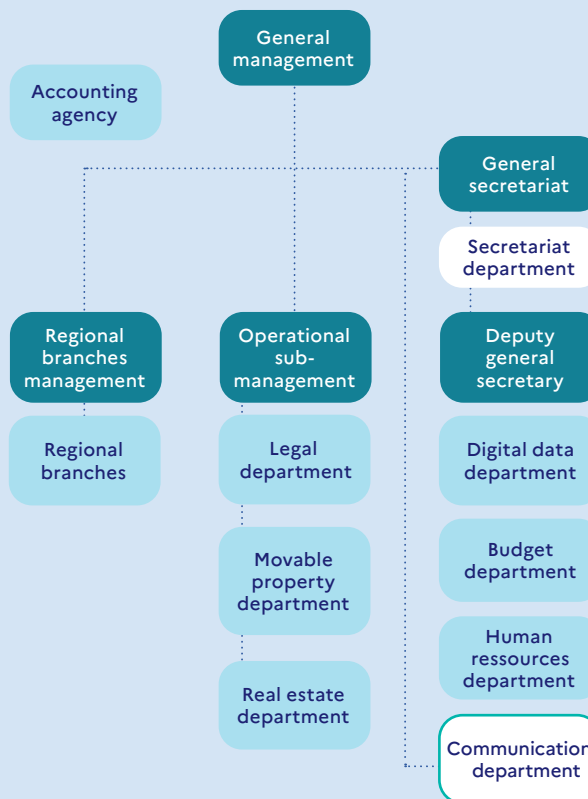 General
management
Accounting
agency
General
secretariat
Secretariat
department
Regional
branches
management
Operational
sub-
management
Deputy
general
secretary
Regional
branches
Legal
department
Digital data
department
Movable
property
department
Budget
department
Human
ressources
department
Real estate
department
Communication
department